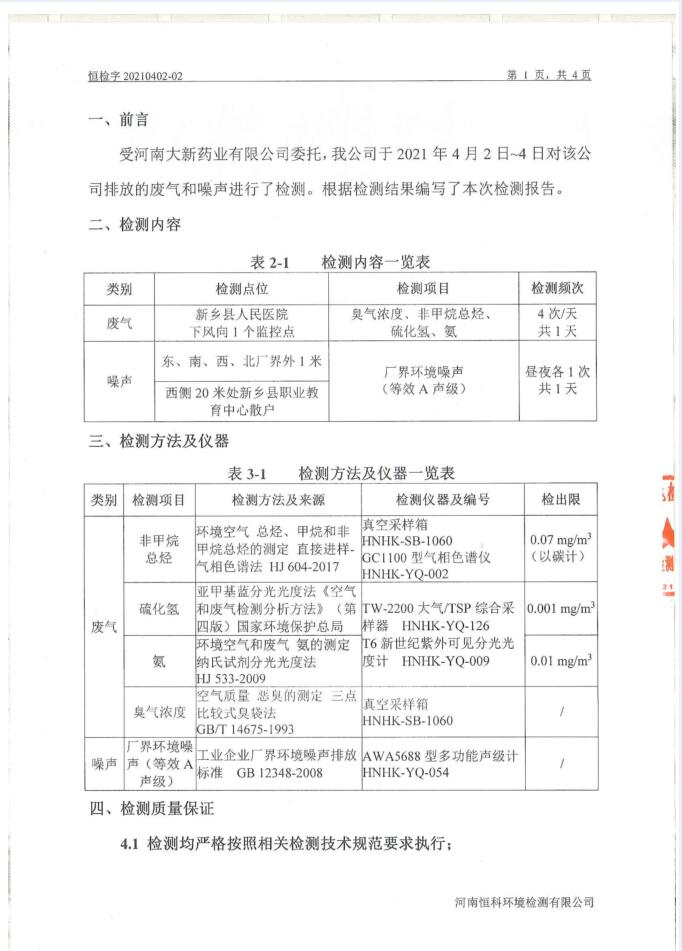 恒检字 20210402-02
第 1 页，共 4 页
一、前言
受河南大新药业有限公司委托，我公司于 2021 年 4 月 2 日~4 日对该公
司排放的废气和噪声进行了检测。根据检测结果编写了本次检测报告。
二、检测内容
表 2-1 检测内容一览表
类别 检测点位 检测项目 检测频次
废气
新乡县人民医院
下风向 1 个监控点
臭气浓度、非甲烷总烃、
硫化氢、氨
4 次/天
共 1 天
噪声
东、南、西、北厂界外 1 米
西侧 20 米处新乡县职业教
育中心散户
厂界环境噪声
（等效 A 声级）
昼夜各 1 次
共 1 天
三、检测方法及仪器
表 3-1 检测方法及仪器一览表
类别 检测项目 检测方法及来源 检测仪器及编号 检出限
废气
非甲烷
总烃
环境空气 总烃、甲烷和非
甲烷总烃的测定 直接进样-
气相色谱法 HJ 604-2017
真空采样箱
HNHK-SB-1060
GC1100 型气相色谱仪
HNHK-YQ-002
0.07 mg/m³
（以碳计）
硫化氢
亚甲基蓝分光光度法《空气
和废气检测分析方法》（第
四版）国家环境保护总局
TW-2200 大气/TSP 综合采
样器 HNHK-YQ-126
T6 新世纪紫外可见分光光
度计 HNHK-YQ-009
0.001 mg/m³
氨
环境空气和废气 氨的测定
纳氏试剂分光光度法
HJ 533-2009
0.01 mg/m³
臭气浓度
空气质量 恶臭的测定 三点
比较式臭袋法
GB/T 14675-1993
真空采样箱
HNHK-SB-1060
/
噪声
厂界环境噪
声（等效 A
声级）
工业企业厂界环境噪声排放
标准 GB 12348-2008
AWA5688 型多功能声级计
HNHK-YQ-054
/
四、检测质量保证
4.1 检测均严格按照相关检测技术规范要求执行；
河南恒科环境检测有限公司